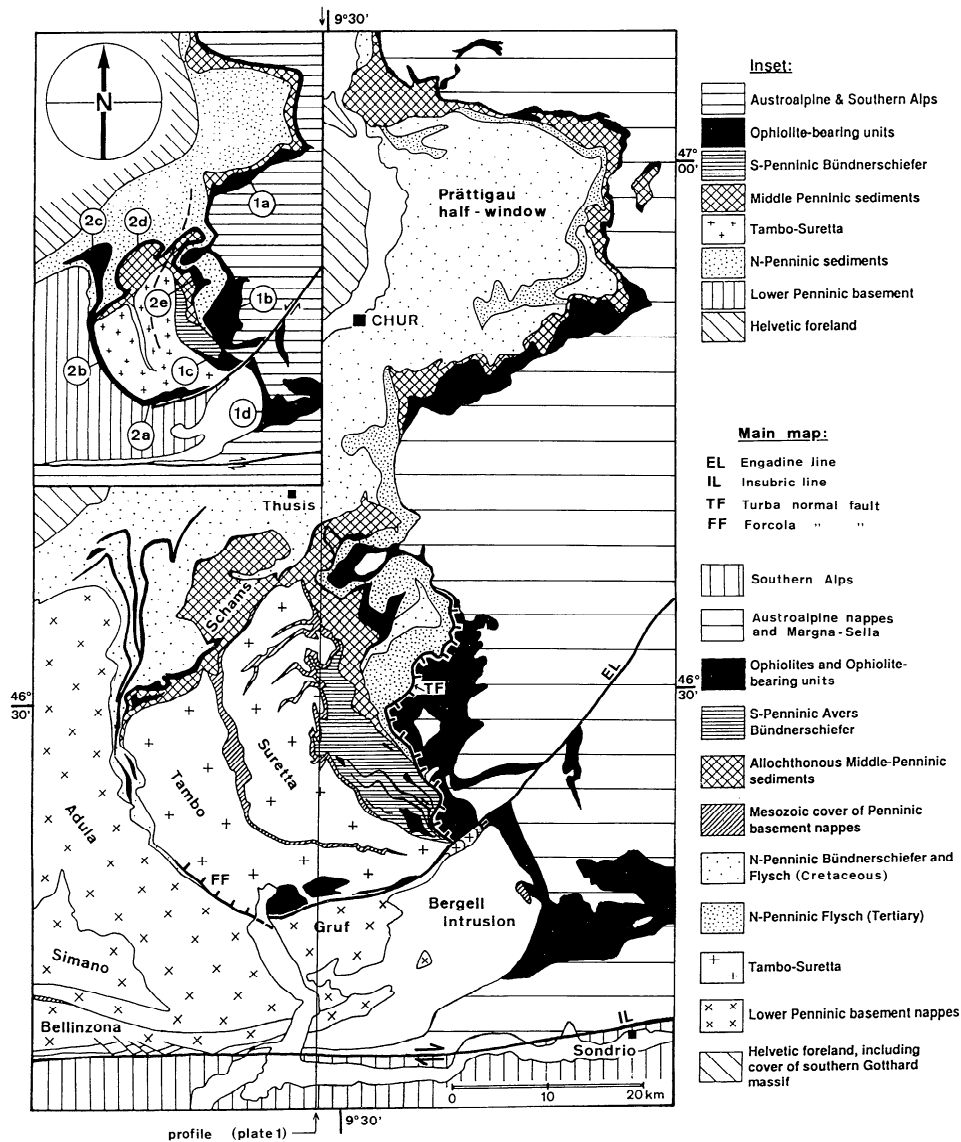 9°30'
N
1a
2c
2d
2e
1b
2b
1c
1d
2a
Prättigau
half-window
CHUR
47°
00'
Inset:
Austroalpine & Southern Alps
Ophiolite-bearing units
S-Penninic Bündnerschiefer
Middle Penninic sediments
Tambo-Suretta
N-Penninic sediments
Lower Penninic basement
Helvetic foreland
Main map:
EL Engadine line
IL Insubric line
TF Turba normal fault
FF Forcola " "
Southern Alps
Austroalpine nappes
and Margna-Sella
Ophiolites and Ophiolite-
bearing units
S-Penninic Avers
Bündnerschiefer
Allochthonous Middle-Penninic
sediments
Mesozoic cover of Penninic
basement nappes
N-Penninic Bündnerschiefer and
Flysch (Cretaceous)
N-Penninic Flysch (Tertiary)
Tambo-Suretta
Lower Penninic basement nappes
Helvetic foreland, including
cover of southern Gotthard
massif
Thusis
Schams
EL
TF
46°
30'
46°
30'
Suretta
Tambo
Adula
FF
Gruf
Bergell
intrusion
Simano
Bellinzona
IL
Sondrio
0 10 20 km
9°30'
profile (plate 1)